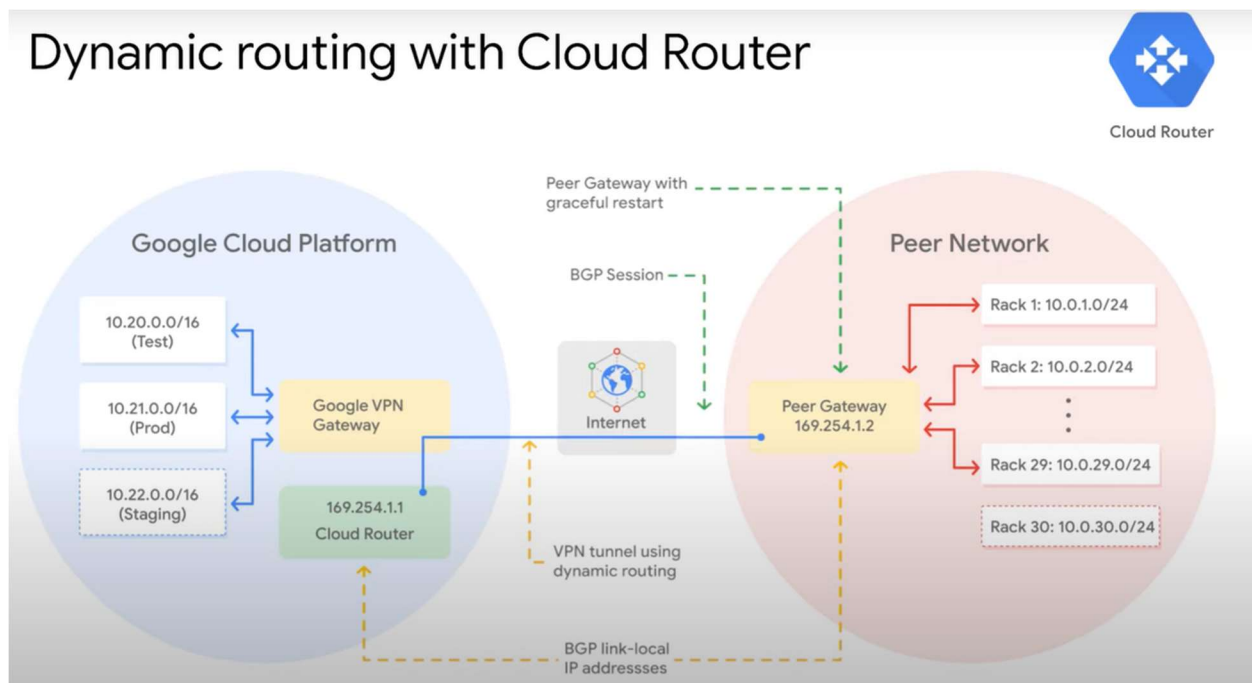 Dynamic routing with Cloud Router
Cloud Router
Google Cloud Platform
10.20.0.0/16
(Test)
10.21.0.0/16
(Prod)
10.22.0.0/16
(Staging)
Google VPN
Gateway
169.254.1.1
Cloud Router
Peer Gateway with
graceful restart
BGP Session
Internet
VPN tunnel using
dynamic routing
BGP link-local
IP addressses
Peer Network
Peer Gateway
169.254.1.2
Rack 1: 10.0.1.0/24
Rack 2: 10.0.2.0/24
Rack 29: 10.0.29.0/24
Rack 30: 10.0.30.0/24